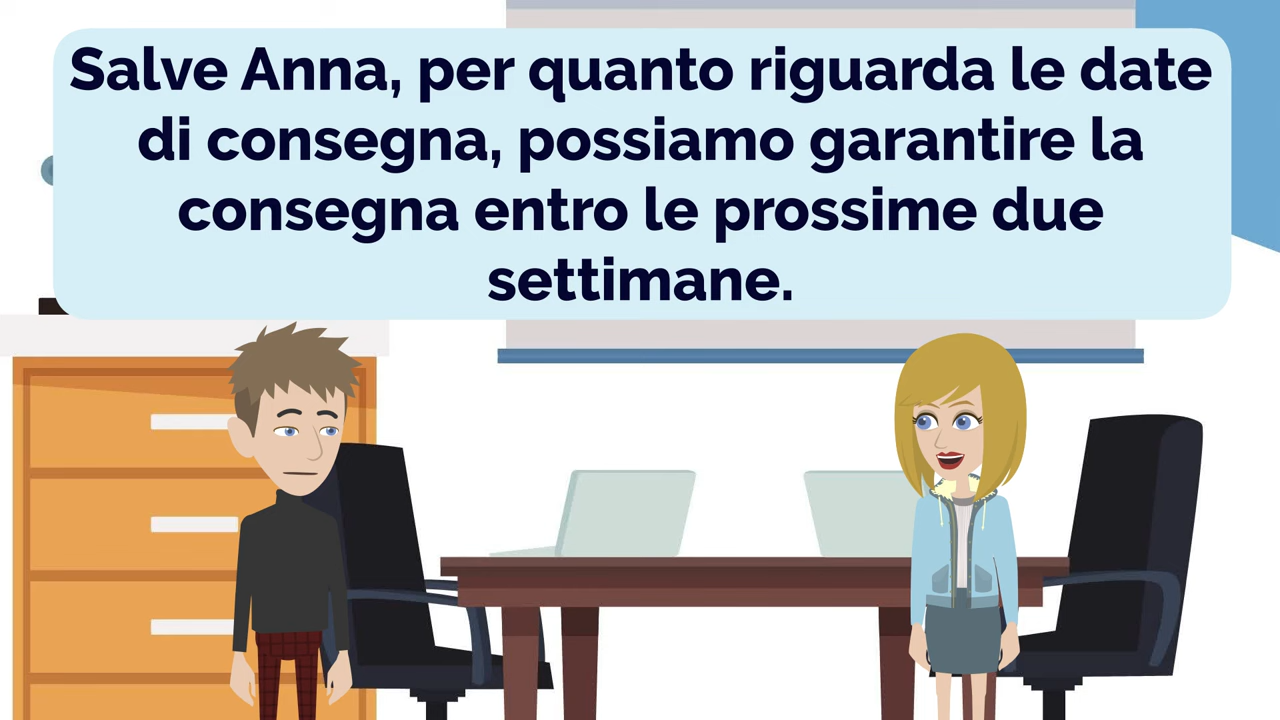 Salve Anna, per quanto riguarda le date
di consegna, possiamo garantire la
consegna entro le prossime due
settimane.